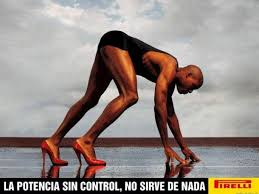 LA POTENCIA SIN CONTROL, NO SIRVE DE NADA
PIRELLI